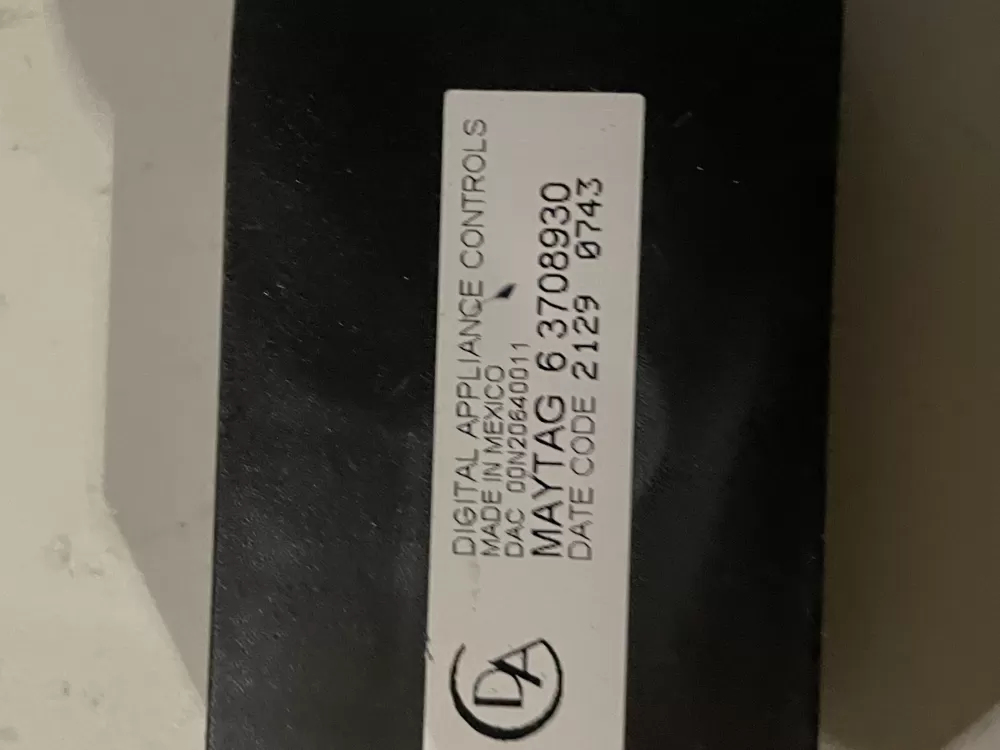 DIGITAL APPLIANCE CONTROLS
MADE IN MEXICO
DAC 00N20640011
MAYTAG 6 3708930
DATE CODE 2129 0743
DA